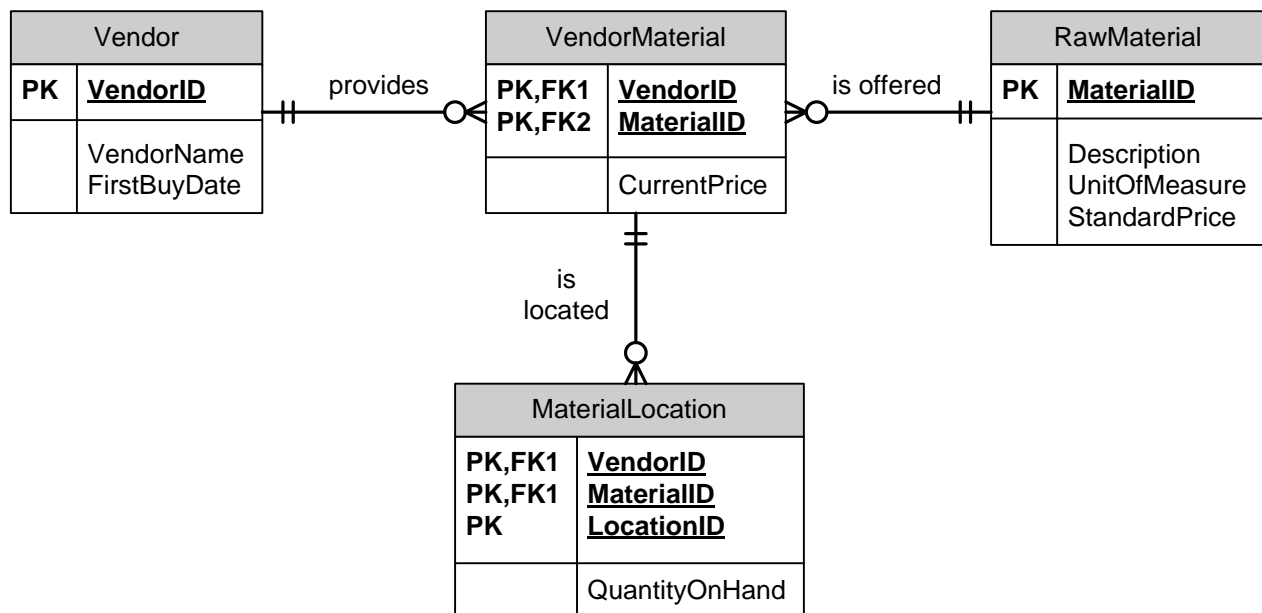 Vendor
PK VendorID
VendorName
FirstBuyDate
provides
VendorMaterial
PK,FK1 VendorID
PK,FK2 MaterialID
CurrentPrice
is offered
RawMaterial
PK MaterialID
Description
UnitOfMeasure
StandardPrice
is
located
MaterialLocation
PK,FK1 VendorID
PK,FK1 MaterialID
PK LocationID
QuantityOnHand